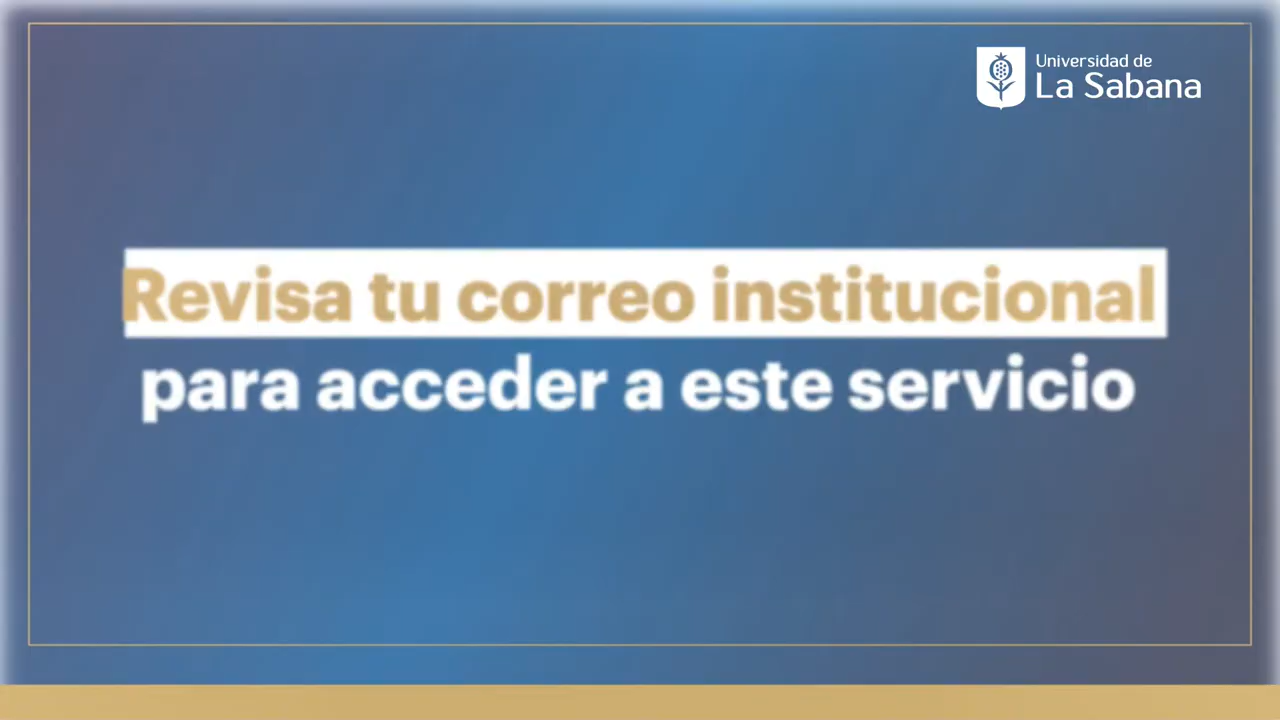 Universidad de
La Sabana
Revisa tu correo institucional
para acceder a este servicio